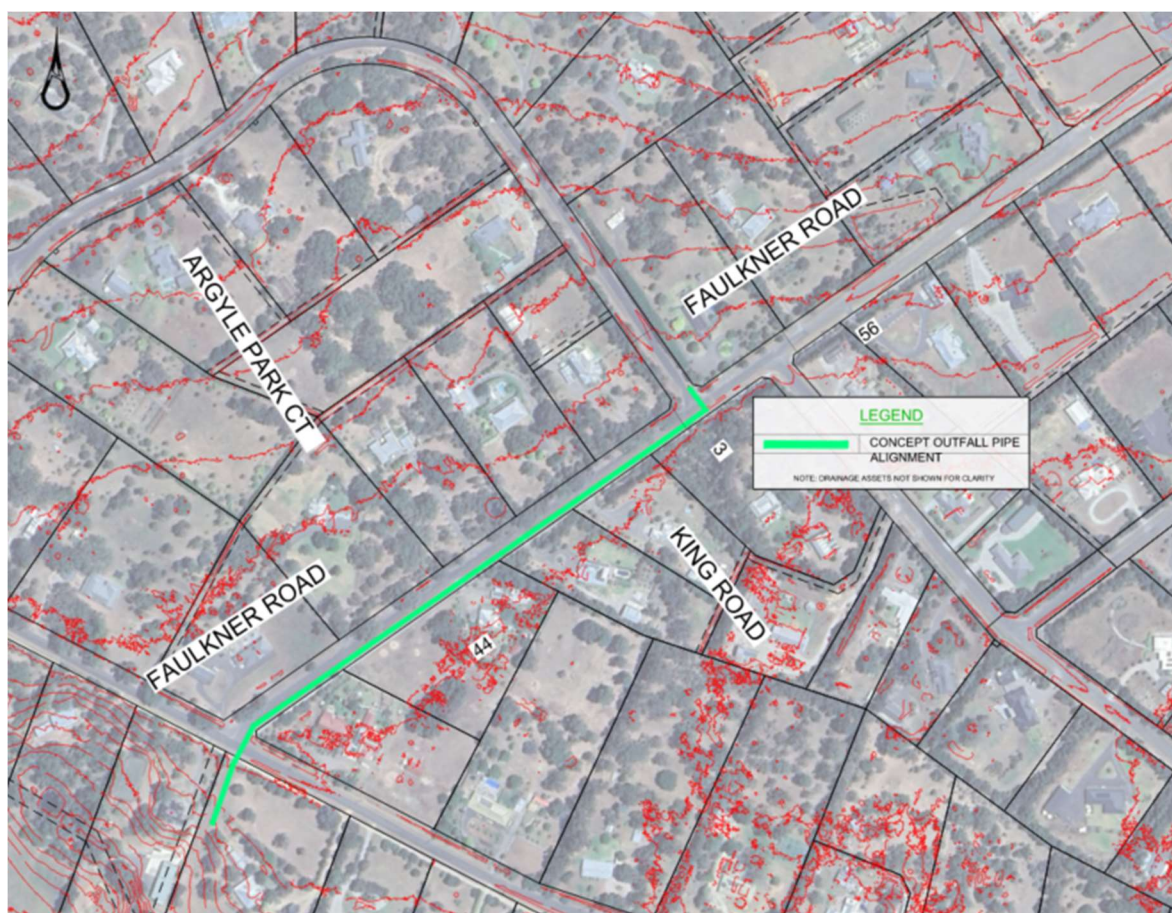 FAULKNER ROAD
ARGYLE PARK CT
56
LEGEND
CONCEPT OUTFALL PIPE
ALIGNMENT
NOTE: DRAINAGE ASSETS NOT SHOWN FOR CLARITY
3
KING ROAD
FAULKNER ROAD
44